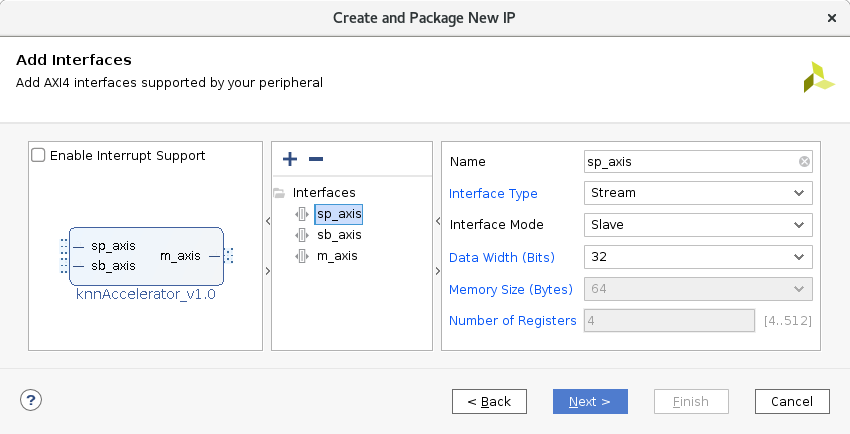 Create and Package New IP
Add Interfaces
Add AXI4 interfaces supported by your peripheral
Enable Interrupt Support
sp_axis
sb_axis
m_axis
knnAccelerator_v1.0
Interfaces
sp_axis
sb_axis
m_axis
Name sp_axis
Interface Type Stream
Interface Mode Slave
Data Width (Bits) 32
Memory Size (Bytes) 64
Number of Registers 4 [4..512]
? < Back Next > Finish Cancel